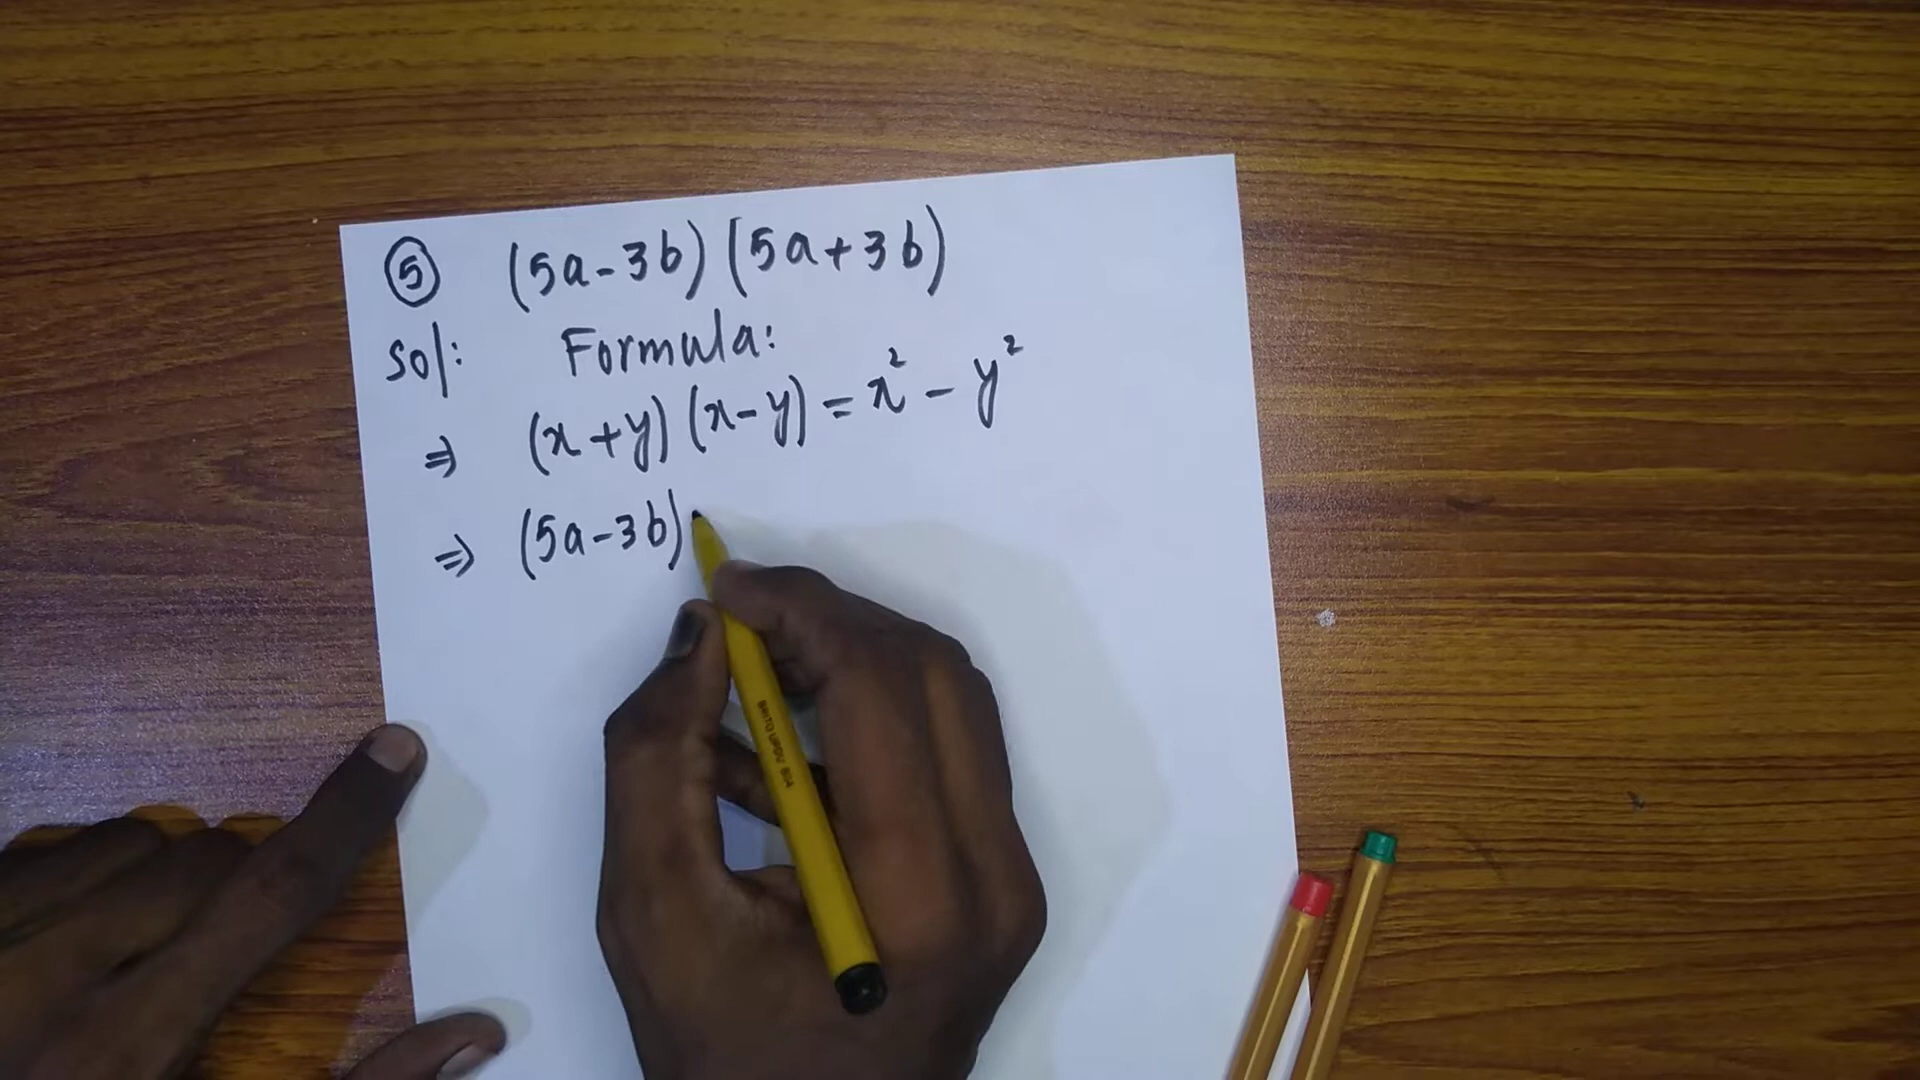 ⑤ (5a-3b) (5a+3b)
Sol: Formula:
⇒ (x+y) (x-y) = x² - y²
⇒ (5a-3b)